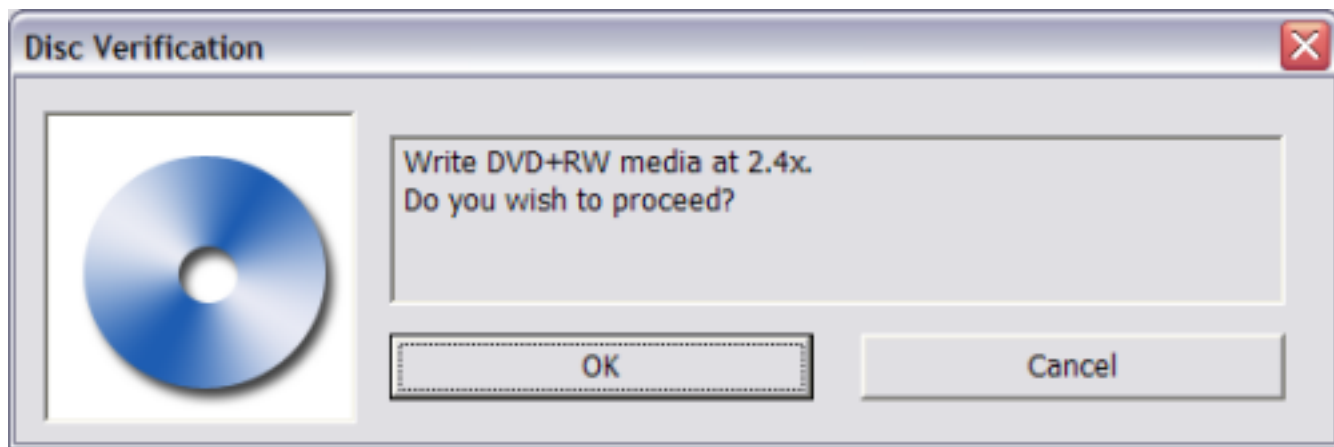 Disc Verification
Write DVD+RW media at 2.4x.
Do you wish to proceed?
OK
Cancel